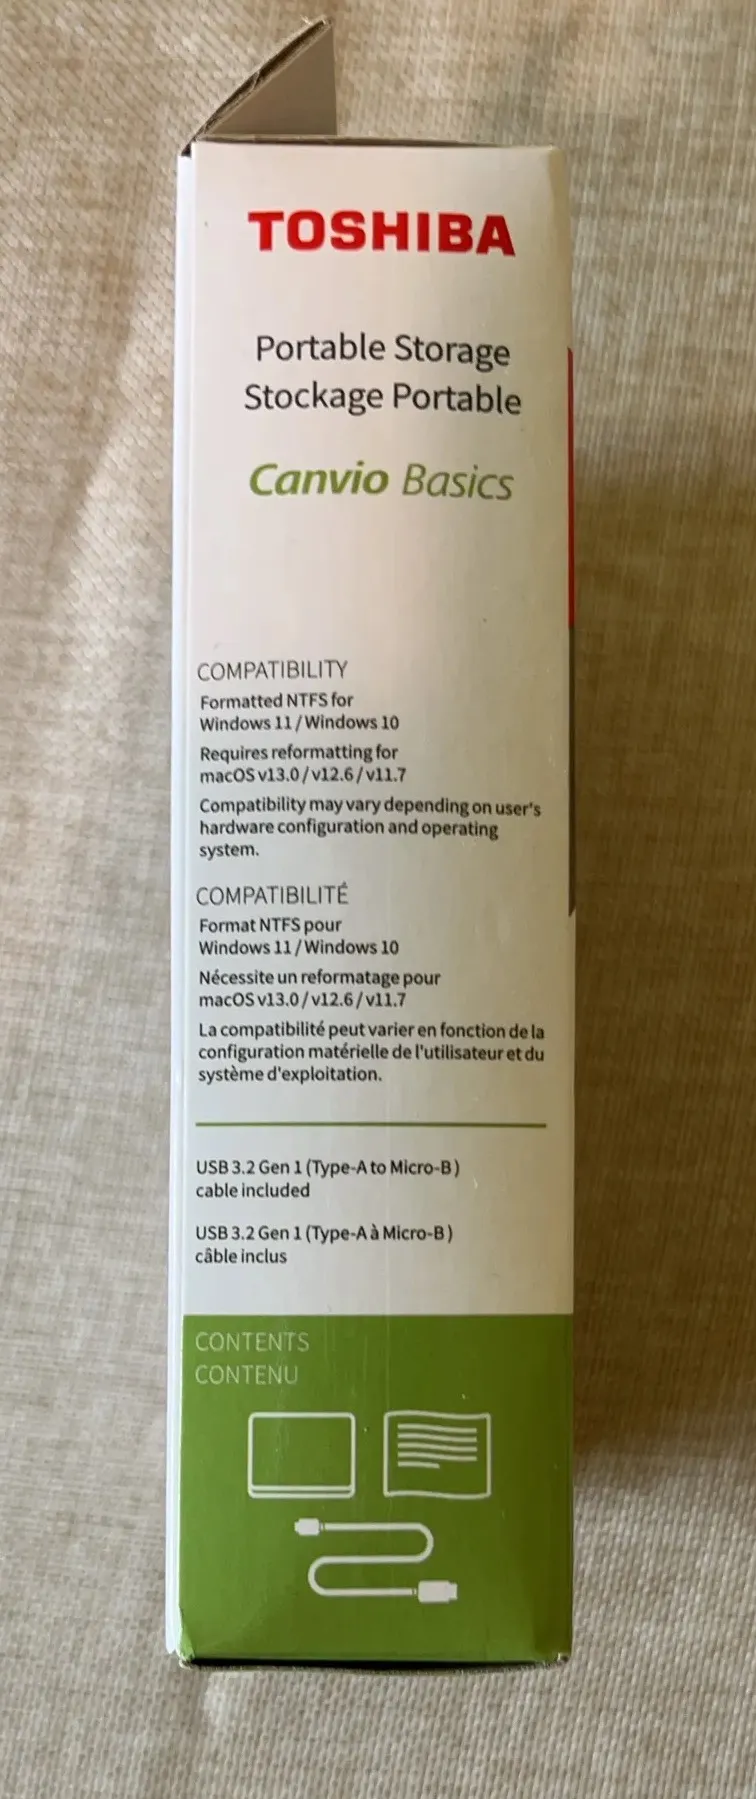 TOSHIBA
Portable Storage
Stockage Portable
Canvio Basics
COMPATIBILITY
Formatted NTFS for
Windows 11/Windows 10
Requires reformatting for
macOS v13.0/v12.6/v11.7
Compatibility may vary depending on user's
hardware configuration and operating
system.
COMPATIBILITÉ
Format NTFS pour
Windows 11/Windows 10
Nécessite un reformatage pour
macOS v13.0/v12.6/v11.7
La compatibilité peut varier en fonction de la
configuration matérielle de l'utilisateur et du
système d'exploitation.
USB 3.2 Gen 1 (Type-A to Micro-B)
cable included
USB 3.2 Gen 1 (Type-A à Micro-B)
câble inclus
CONTENTS
CONTENU